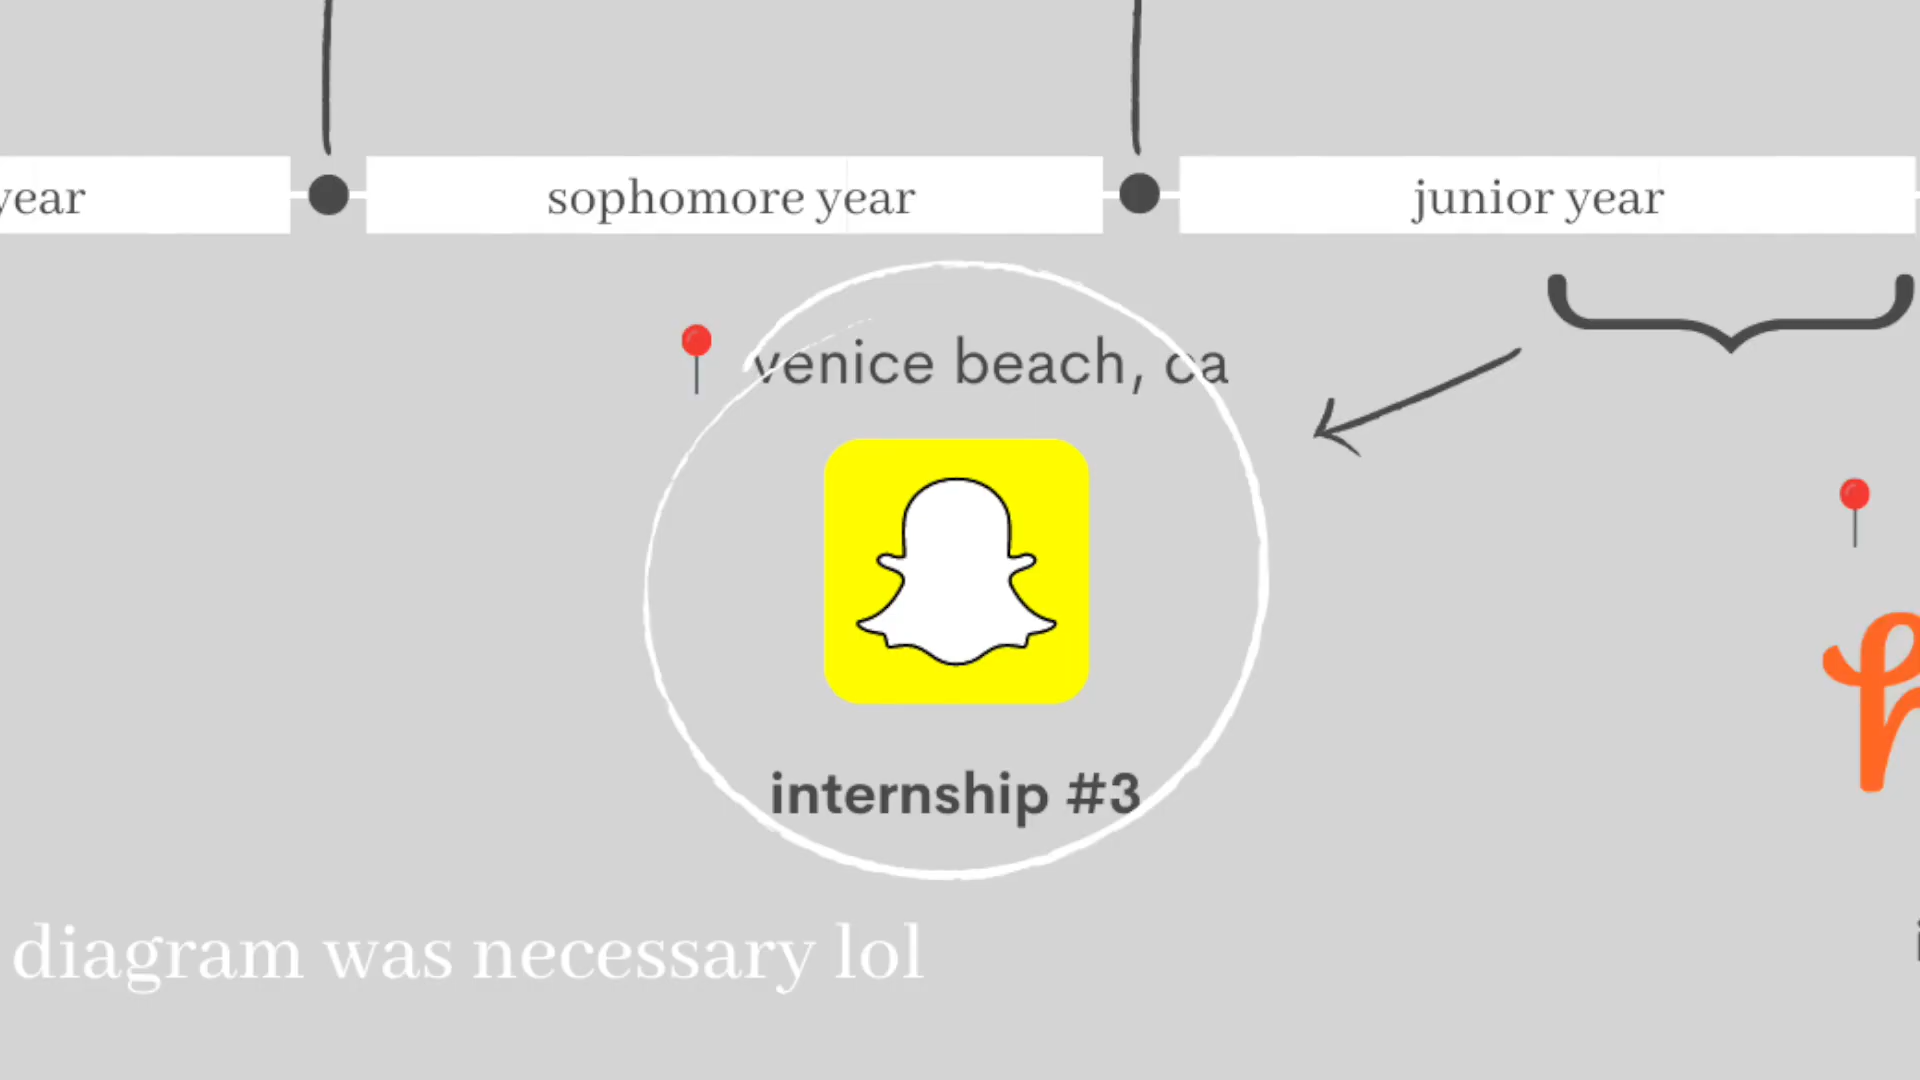 year
sophomore year
junior year
venice beach, ca
internship #3
diagram was necessary lol